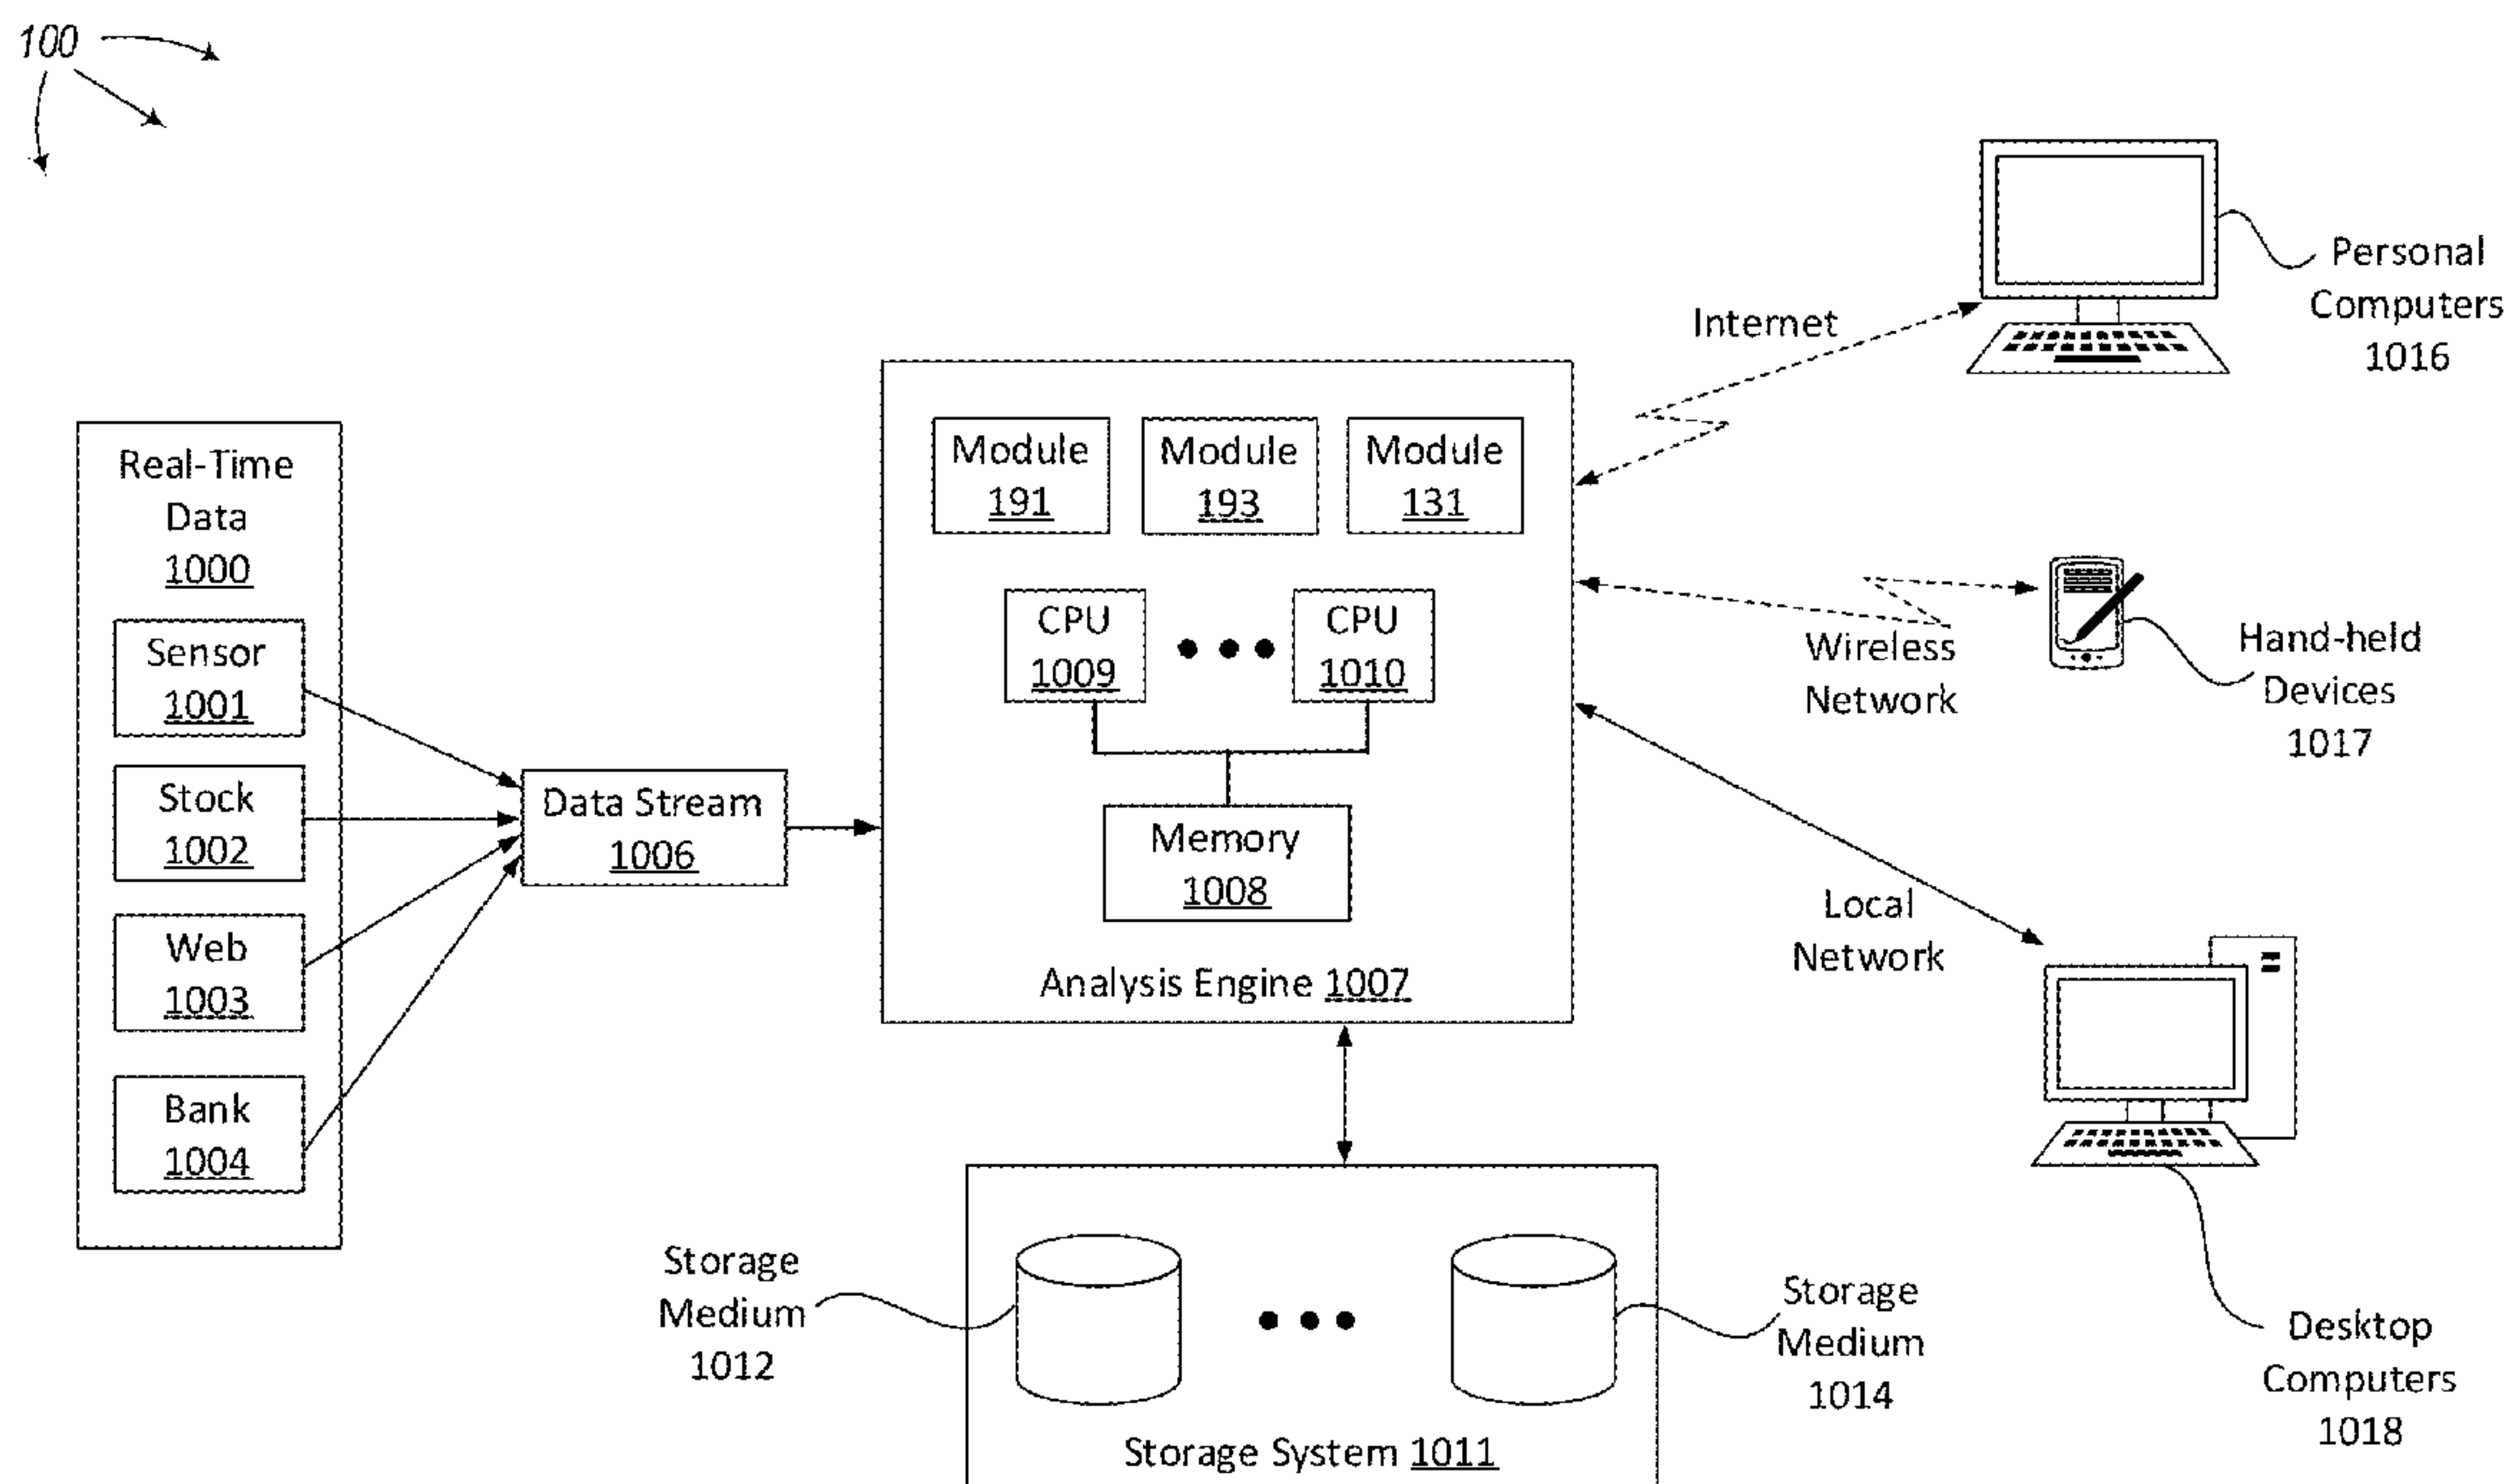 100
Real-Time
Data
1000
Sensor
1001
Stock
1002
Web
1003
Bank
1004
Data Stream
1006
Module
191
Module
193
Module
131
CPU
1009
CPU
1010
Memory
1008
Analysis Engine 1007
Internet
Personal
Computers
1016
Wireless
Network
Hand-held
Devices
1017
Local
Network
Desktop
Computers
1018
Storage
Medium
1012
Storage
Medium
1014
Storage System 1011